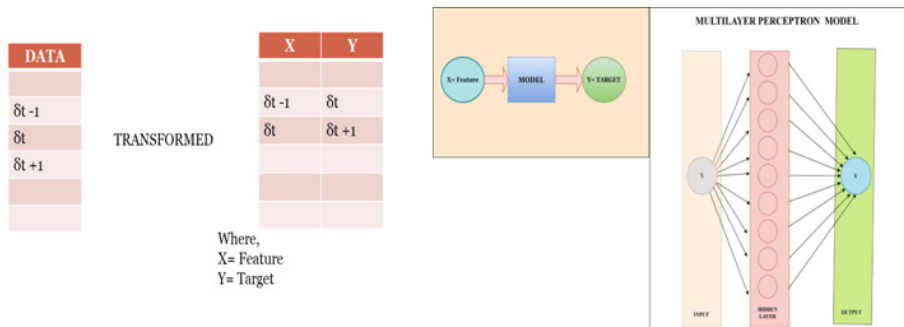 DATA
δt -1
δt
δt +1
TRANSFORMED
X Y
δt -1 δt
δt δt +1
Where,
X= Feature
Y= Target
X= Feature
MODEL
Y= TARGET
MULTILAYER PERCEPTRON MODEL
X
Y
INPUT
HIDDEN
LAYER
OUTPUT